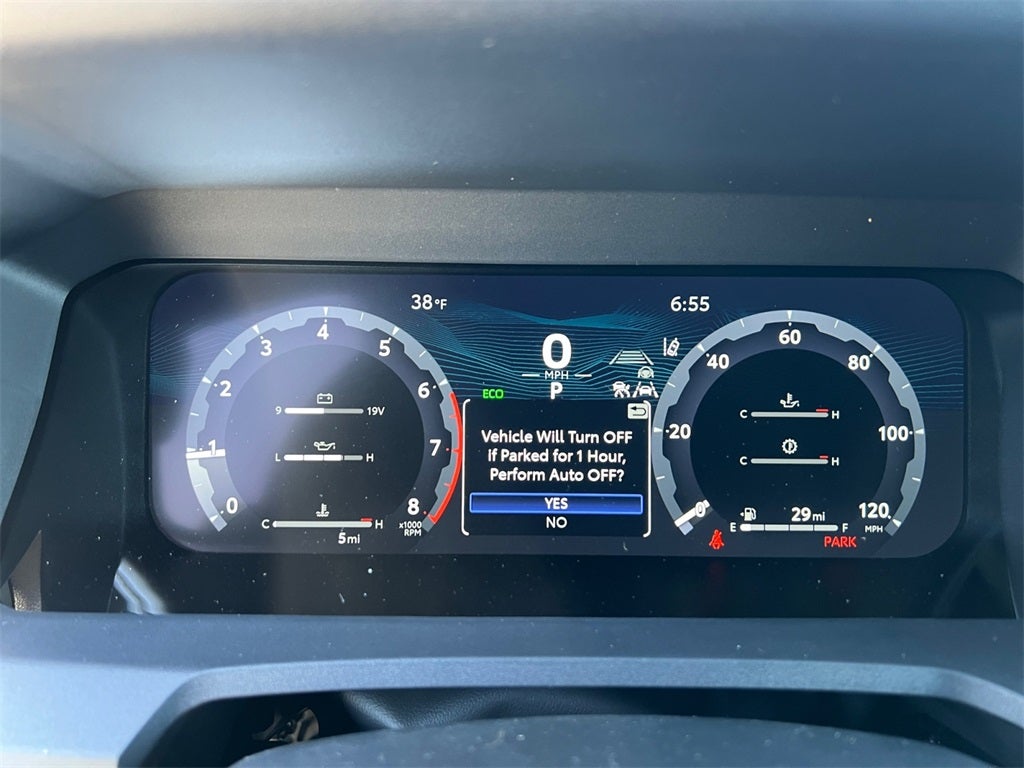 38°F
6:55
0
MPH
P
ECO
0
1
2
3
4
5
6
7
8
x1000
RPM
9 19V
L H
C H
5mi
Vehicle Will Turn OFF
if Parked for 1 Hour,
Perform Auto OFF?
YES
NO
0
20
40
60
80
100
120
MPH
C H
C H
29mi
E F
PARK